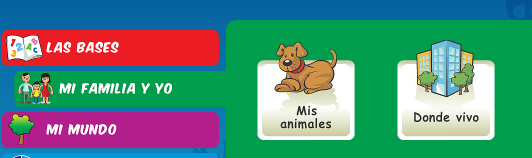 LAS BASES
MI FAMILIA Y YO
MI MUNDO
Mis
animales
Donde vivo